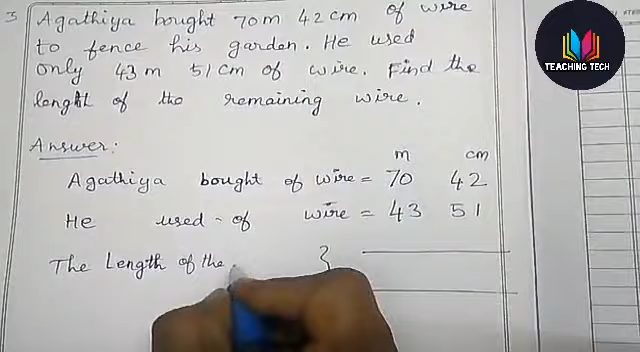 3 Agathiya bought 70m 42cm of wire
to fence his garden. He used
only 43m 51cm of wire. Find the
lenght of the remaining wire.
TEACHING TECH
Answer:
m cm
Agathiya bought of wire = 70 42
He used - of wire = 43 51
The Length of the }